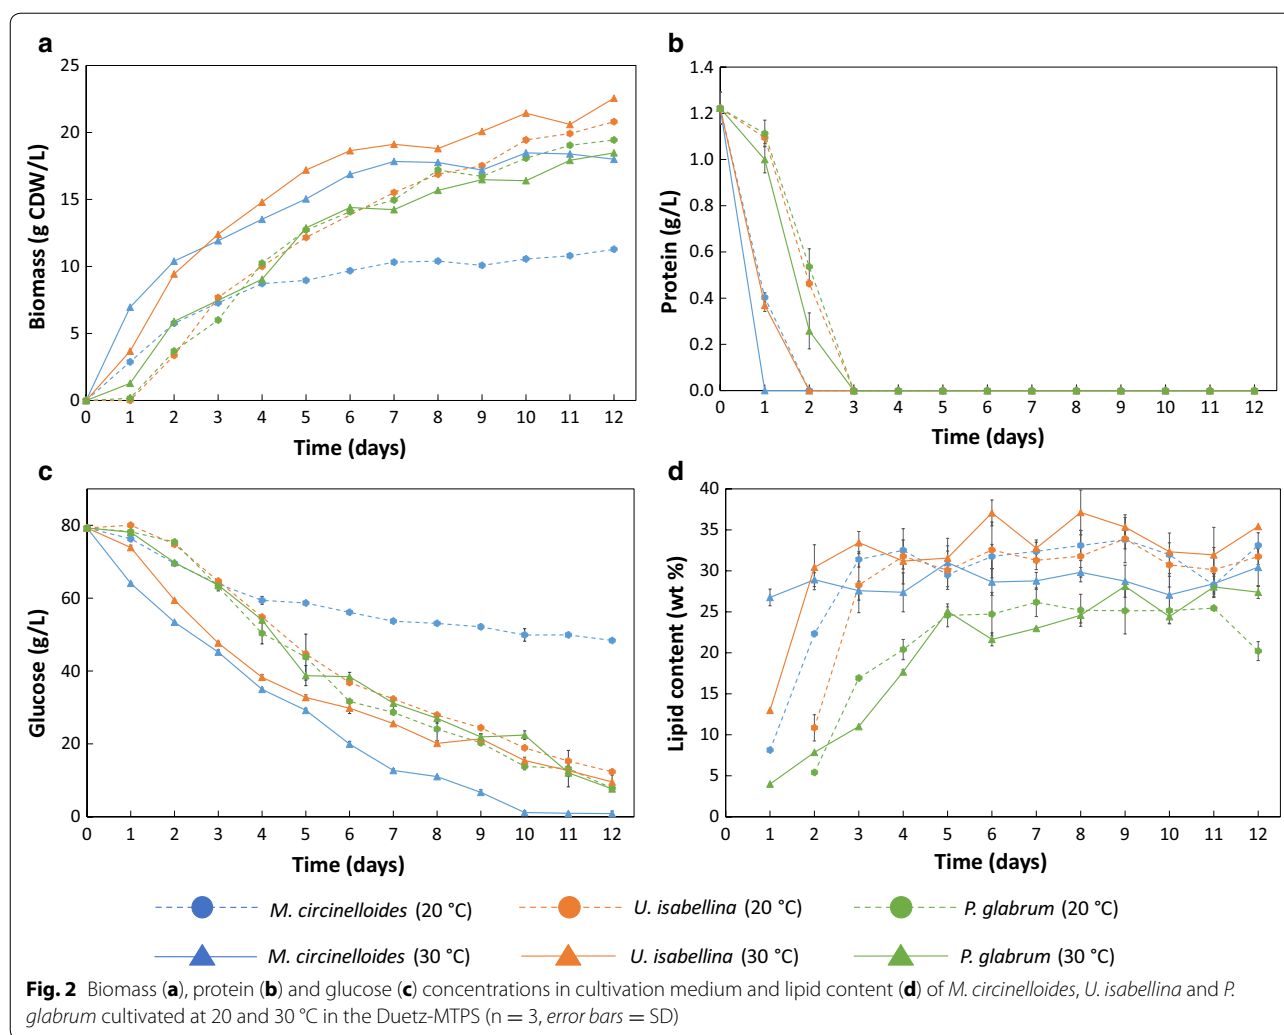 a
25
20
15
10
5
0
Biomass (g CDW/L)
0 1 2 3 4 5 6 7 8 9 10 11 12
Time (days)
b
1.4
1.2
1.0
0.8
0.6
0.4
0.2
0.0
Protein (g/L)
0 1 2 3 4 5 6 7 8 9 10 11 12
Time (days)
c
80
60
40
20
0
Glucose (g/L)
0 1 2 3 4 5 6 7 8 9 10 11 12
Time (days)
d
40
35
30
25
20
15
10
5
0
Lipid content (wt %)
0 1 2 3 4 5 6 7 8 9 10 11 12
Time (days)
M. circinelloides (20 °C) U. isabellina (20 °C) P. glabrum (20 °C)
M. circinelloides (30 °C) U. isabellina (30 °C) P. glabrum (30 °C)
Fig. 2 Biomass (a), protein (b) and glucose (c) concentrations in cultivation medium and lipid content (d) of M. circinelloides, U. isabellina and P.
glabrum cultivated at 20 and 30 °C in the Duetz-MTPS (n = 3, error bars = SD)